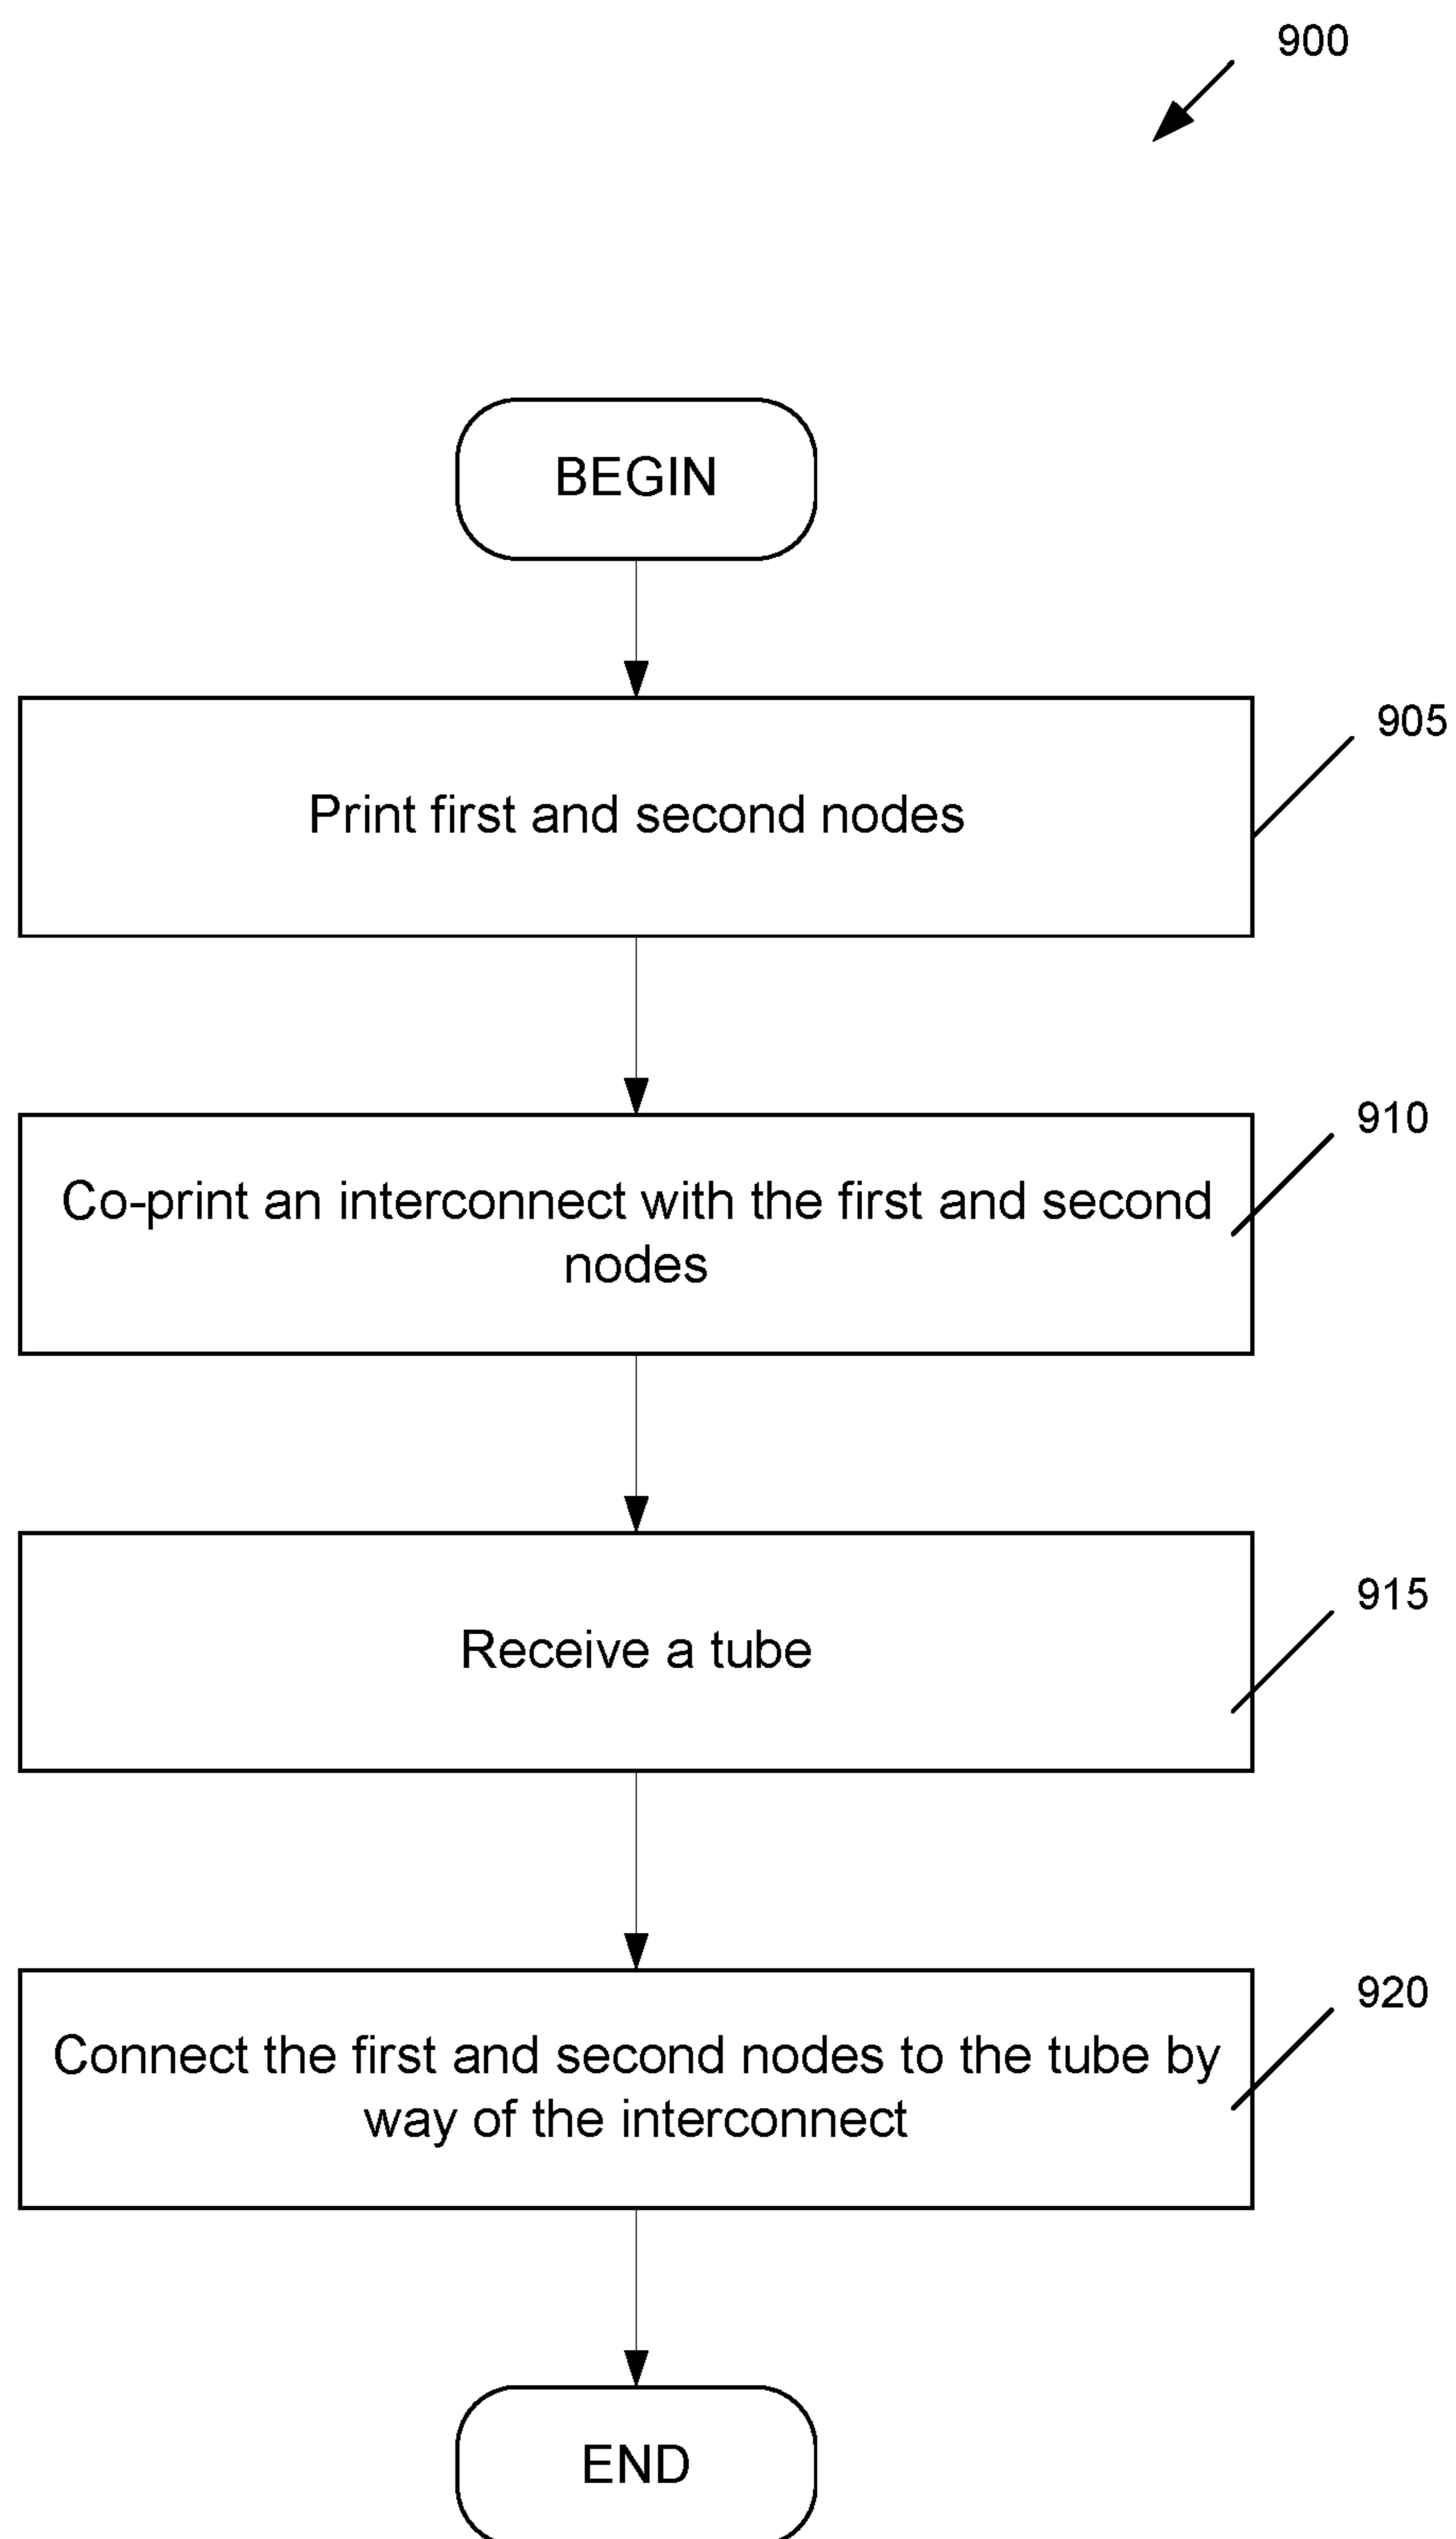 900
BEGIN
905
Print first and second nodes
910
Co-print an interconnect with the first and second
nodes
915
Receive a tube
920
Connect the first and second nodes to the tube by
way of the interconnect
END